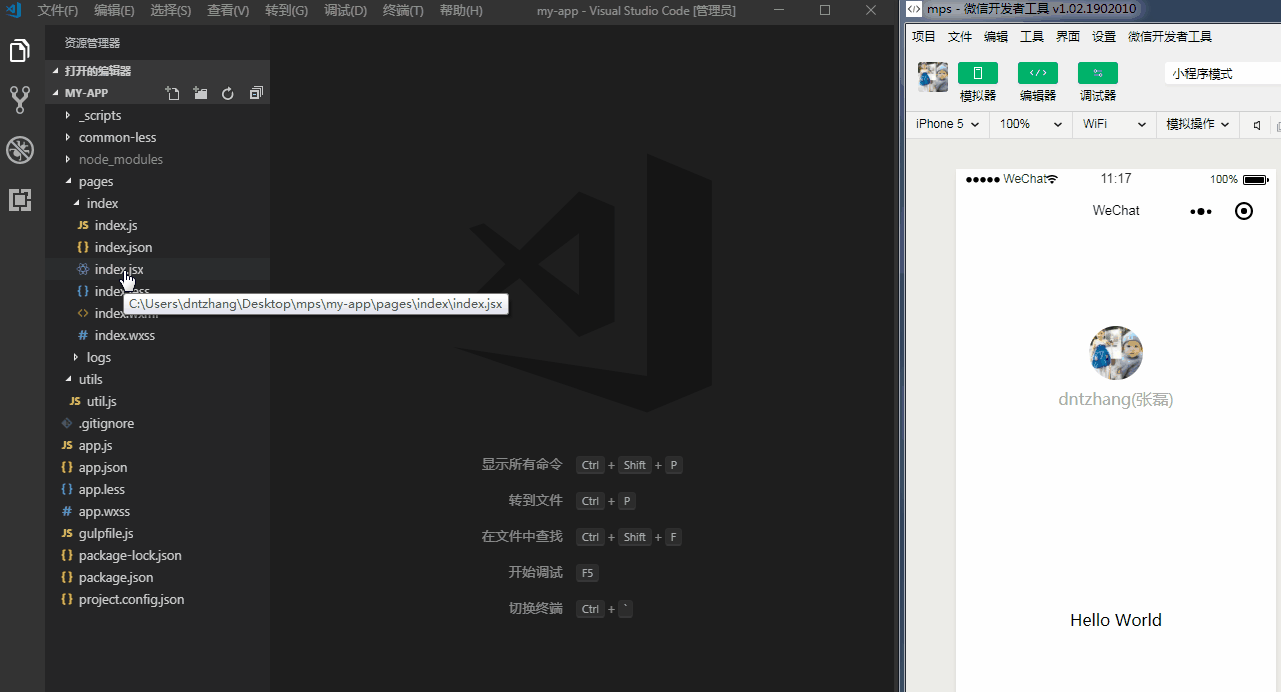 文件(F) 编辑(E) 选择(S) 查看(V) 转到(G) 调试(D) 终端(T) 帮助(H) my-app - Visual Studio Code [管理员]
资源管理器
打开的编辑器
MY-APP
_scripts
common-less
node_modules
pages
index
index.js
index.json
index.jsx
C:\Users\dntzhang\Desktop\mps\my-app\pages\index\index.jsx
index.wxss
logs
utils
util.js
.gitignore
app.js
app.json
app.less
app.wxss
gulpfile.js
package-lock.json
package.json
project.config.json
显示所有命令 Ctrl + Shift + P
转到文件 Ctrl + P
在文件中查找 Ctrl + Shift + F
开始调试 F5
切换终端 Ctrl + `
mps - 微信开发者工具 v1.02.1902010
项目 文件 编辑 工具 界面 设置 微信开发者工具
模拟器 编辑器 调试器 小程序模式
iPhone 5 100% WiFi 模拟操作
WeChat 11:17 100%
WeChat
dntzhang(张磊)
Hello World